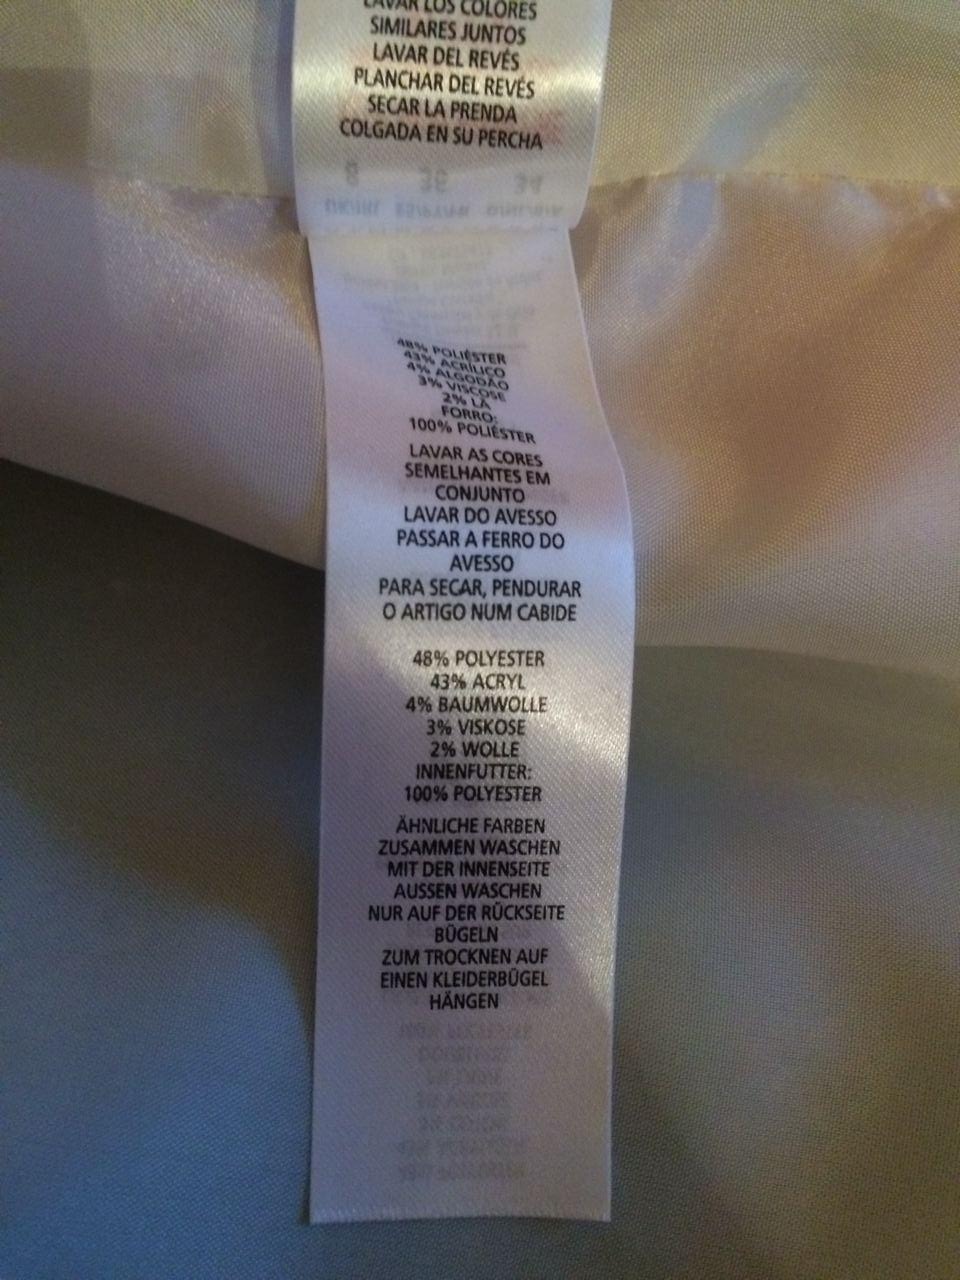 LAVAR LOS COLORES
SIMILARES JUNTOS
LAVAR DEL REVÉS
PLANCHAR DEL REVÉS
SECAR LA PRENDA
COLGADA EN SU PERCHA
48% POLIÉSTER
43% ACRÍLICO
4% ALGODÃO
3% VISCOSE
2% LÃ
FORRO:
100% POLIÉSTER
LAVAR AS CORES
SEMELHANTES EM
CONJUNTO
LAVAR DO AVESSO
PASSAR A FERRO DO
AVESSO
PARA SECAR, PENDURAR
O ARTIGO NUM CABIDE
48% POLYESTER
43% ACRYL
4% BAUMWOLLE
3% VISKOSE
2% WOLLE
INNENFUTTER:
100% POLYESTER
ÄHNLICHE FARBEN
ZUSAMMEN WASCHEN
MIT DER INNENSEITE
AUSSEN WASCHEN
NUR AUF DER RÜCKSEITE
BÜGELN
ZUM TROCKNEN AUF
EINEN KLEIDERBÜGEL
HÄNGEN